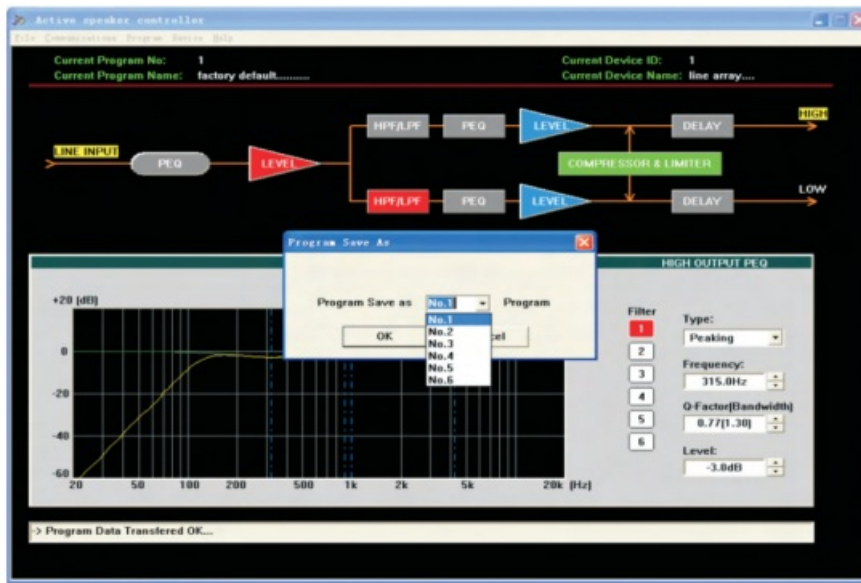 Active speaker controller
File Communications Program Device Help
Current Program No: 1
Current Program Name: factory default..........
Current Device ID: 1
Current Device Name: line array....
LINE INPUT
PEQ
LEVEL
HPF/LPF
PEQ
LEVEL
DELAY
HIGH
COMPRESSOR & LIMITER
HPF/LPF
PEQ
LEVEL
DELAY
LOW
Program Save As
Program Save as No.1 Program
No.1
No.2
No.3
No.4
No.5
No.6
OK
HIGH OUTPUT PEQ
+20 (dB)
0
-20
-40
-60
20 50 100 200 500 1k 2k 5k 20k (Hz)
Filter
1
2
3
4
5
6
Type:
Peaking
Frequency:
315.0Hz
Q-Factor(Bandwidth)
0.77(1.30)
Level:
-3.0dB
-> Program Data Transfered OK...